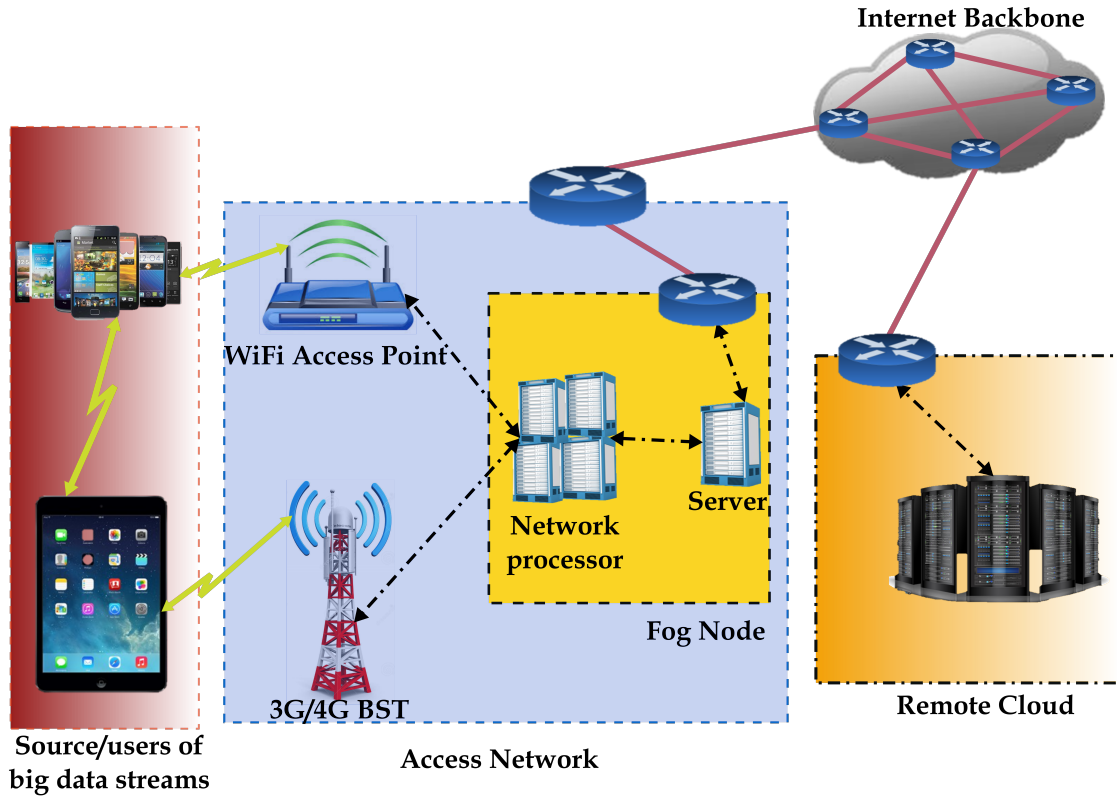 Internet Backbone
WiFi Access Point
Server
Network
processor
Fog Node
3G/4G BST
Remote Cloud
Source/users of
big data streams
Access Network